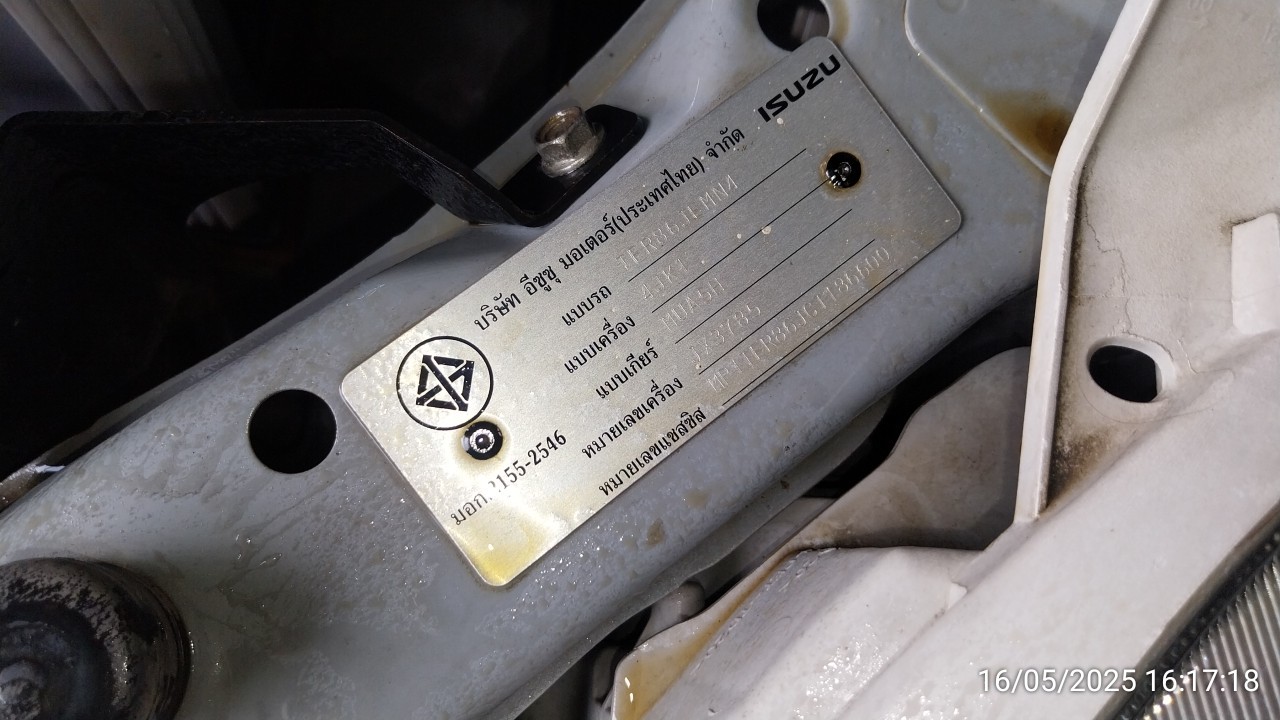 ISUZU
บริษัท อีซูซุ มอเตอร์(ประเทศไทย) จำกัด
แบบรถ TFR86JEMN4
แบบเครื่อง 4JK1
แบบเกียร์ MUA5H
หมายเลขเครื่อง JX3785
หมายเลขแชสซีส
มอก.2155-2546
16/05/2025 16:17:18